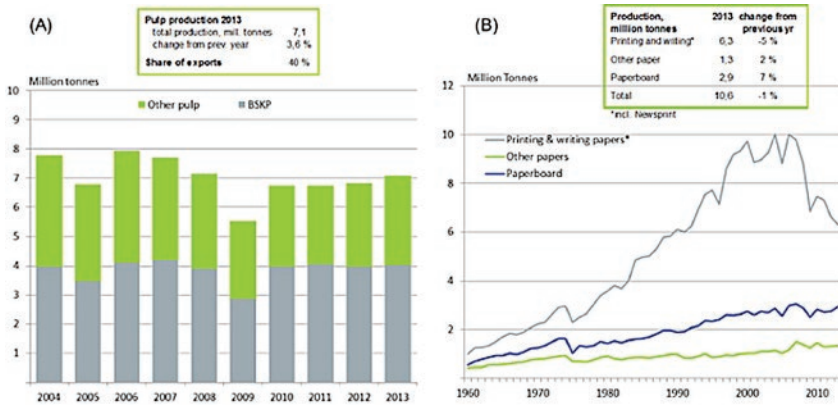 (A)
Pulp production 2013
total production, mill. tonnes 7,1
change from prev. year 3,6 %
Share of exports 40 %
Million tonnes
Other pulp BSKP
10
9
8
7
6
5
4
3
2
1
2004 2005 2006 2007 2008 2009 2010 2011 2012 2013
(B)
Production, 2013 change from
million tonnes previous yr
Printing and writing* 6,3 -5 %
Other paper 1,3 2 %
Paperboard 2,9 7 %
Total 10,6 -1 %
*incl. Newsprint
Million Tonnes
12
10
8
6
4
2
Printing & writing papers*
Other papers
Paperboard
1960 1970 1980 1990 2000 2010